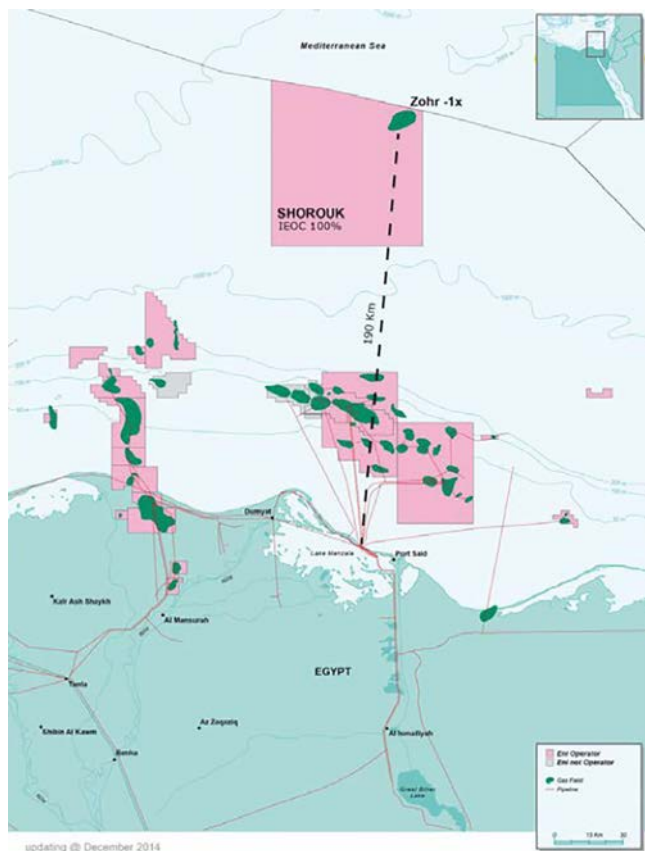 Mediterranean Sea
Zohr -1x
SHOROUK
IEOC 100%
190 Km
Dumyat
Lake Manzala
Port Said
Kafr Ash Shaykh
Al Mansurah
EGYPT
Tanta
Shibin Al Kawm
Az Zaqaziq
Al Ismailiyah
Banha
Great Bitter
Lake
Eni Operator
Eni not Operator
Gas Field
Pipeline
updating @ December 2014